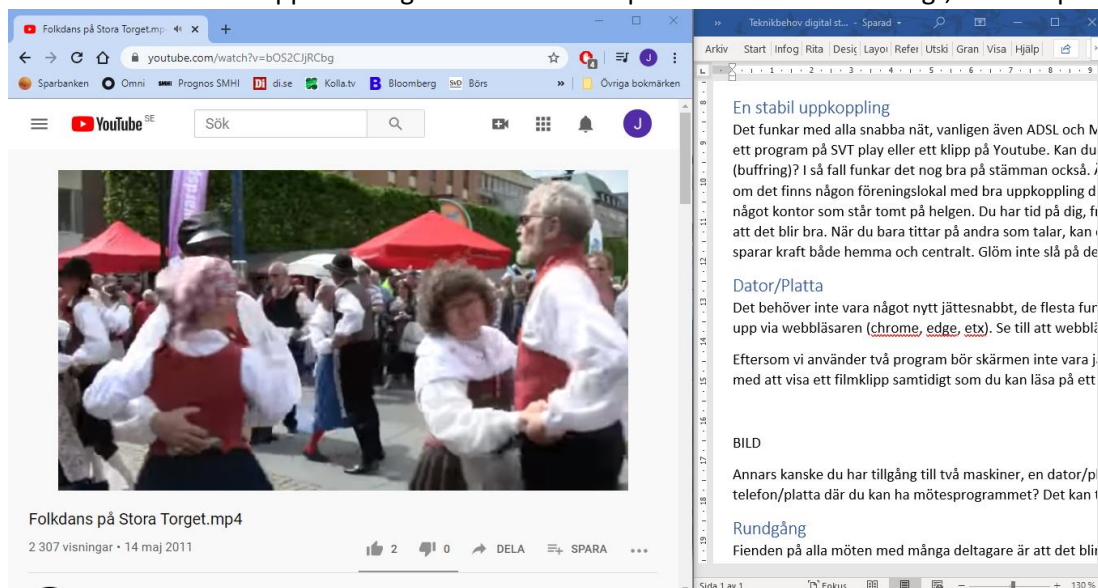 Folkdans på Stora Torget.mp
youtube.com/watch?v=bOS2CJjRCbg
Sparbanken Omni SMHI Prognos SMHI DI di.se Kolla.tv B Bloomberg SvD Börs » Övriga bokmärken
YouTube SE
Sök
J
Folkdans på Stora Torget.mp4
2 307 visningar • 14 maj 2011
2 0 DELA SPARA
» Teknikbehov digital st... - Sparad
Arkiv Start Infog Rita Desig Layou Refer Utski Gran Visa Hjälp
En stabil uppkoppling
Det funkar med alla snabba nät, vanligen även ADSL och M
ett program på SVT play eller ett klipp på Youtube. Kan du
(buffring)? I så fall funkar det nog bra på stämman också. Ä
om det finns någon föreningslokal med bra uppkoppling d
något kontor som står tomt på helgen. Du har tid på dig, fr
att det blir bra. När du bara tittar på andra som talar, kan
sparar kraft både hemma och centralt. Glöm inte slå på de
Dator/Platta
Det behöver inte vara något nytt jättesnabbt, de flesta fun
upp via webbläsaren (chrome, edge, etx). Se till att webblä
Eftersom vi använder två program bör skärmen inte vara j
med att visa ett filmklipp samtidigt som du kan läsa på ett
BILD
Annars kanske du har tillgång till två maskiner, en dator/pl
telefon/platta där du kan ha mötesprogrammet? Det kan t
Rundgång
Fienden på alla möten med många deltagare är att det blir
Sida 1 av 1 Fokus 130 %